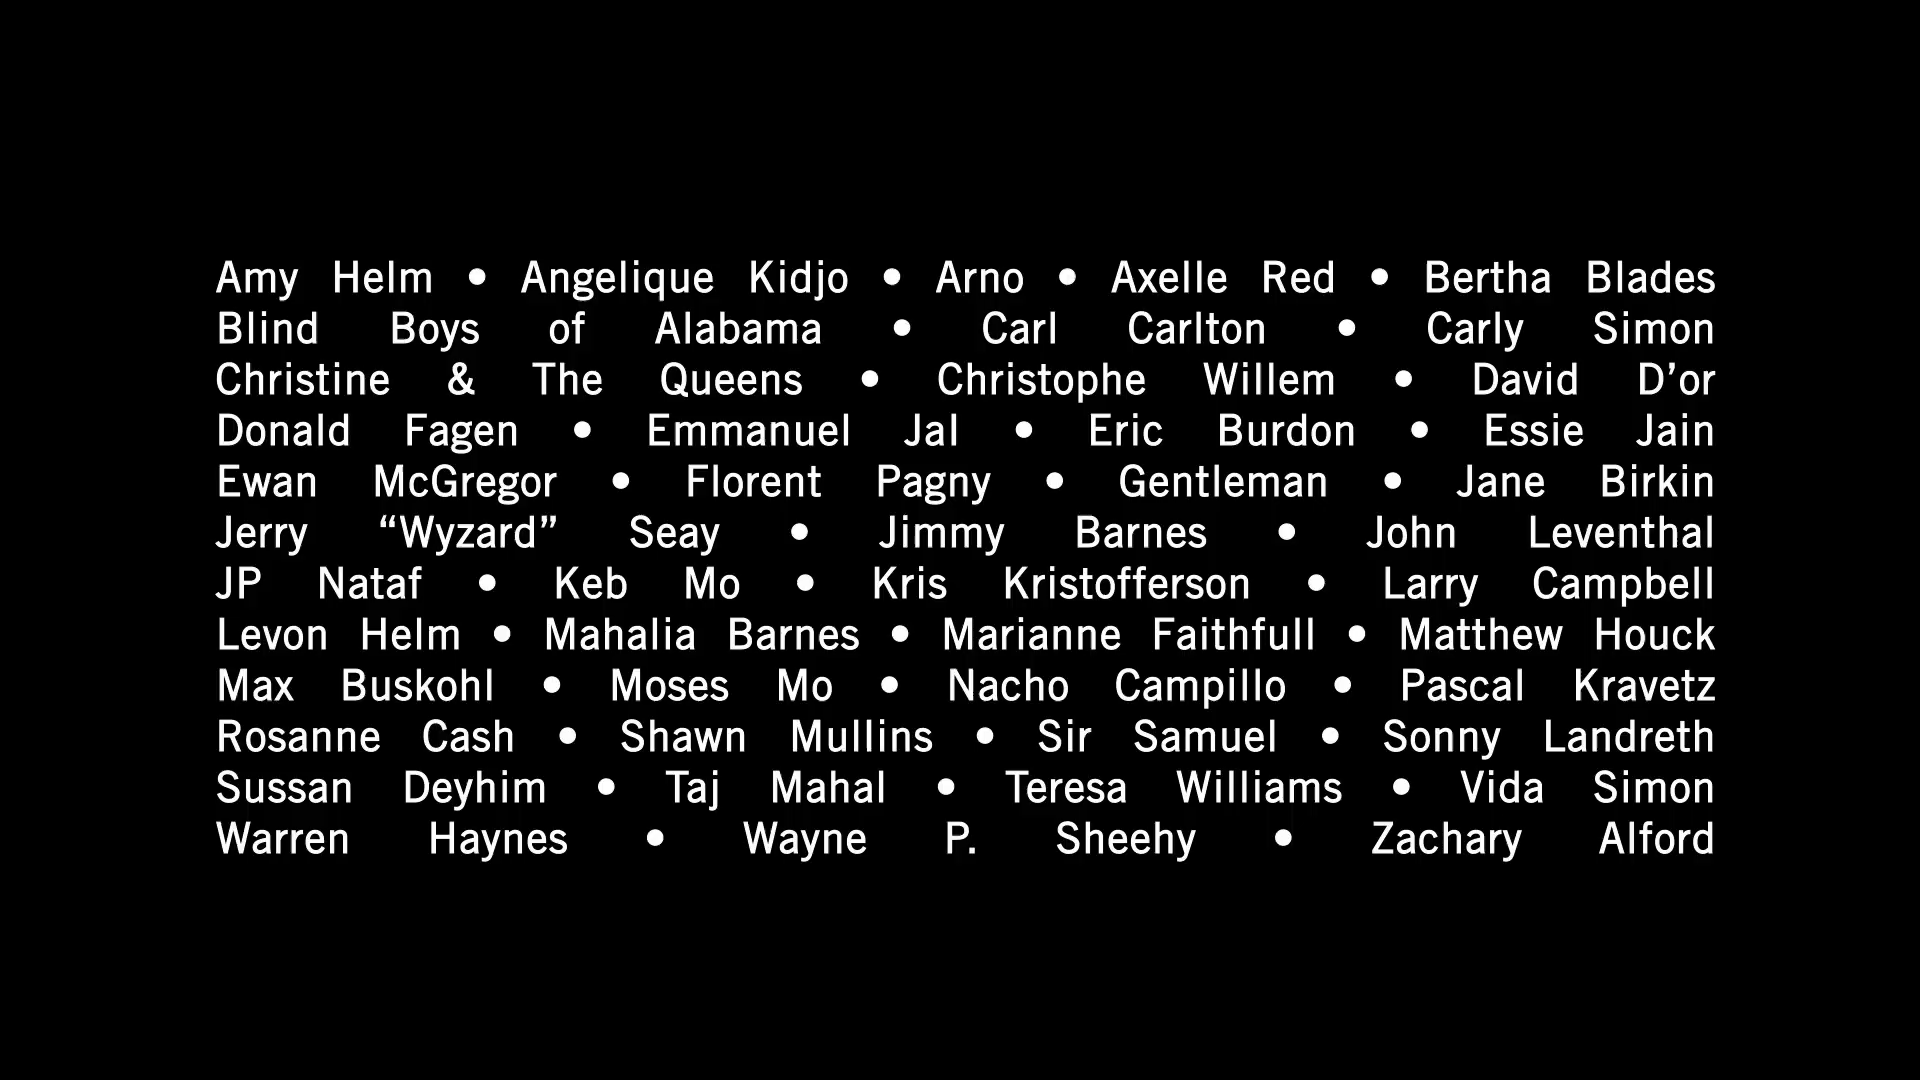 Amy Helm • Angelique Kidjo • Arno • Axelle Red • Bertha Blades
Blind Boys of Alabama • Carl Carlton • Carly Simon
Christine & The Queens • Christophe Willem • David D’or
Donald Fagen • Emmanuel Jal • Eric Burdon • Essie Jain
Ewan McGregor • Florent Pagny • Gentleman • Jane Birkin
Jerry “Wyzard” Seay • Jimmy Barnes • John Leventhal
JP Nataf • Keb Mo • Kris Kristofferson • Larry Campbell
Levon Helm • Mahalia Barnes • Marianne Faithfull • Matthew Houck
Max Buskohl • Moses Mo • Nacho Campillo • Pascal Kravetz
Rosanne Cash • Shawn Mullins • Sir Samuel • Sonny Landreth
Sussan Deyhim • Taj Mahal • Teresa Williams • Vida Simon
Warren Haynes • Wayne P. Sheehy • Zachary Alford